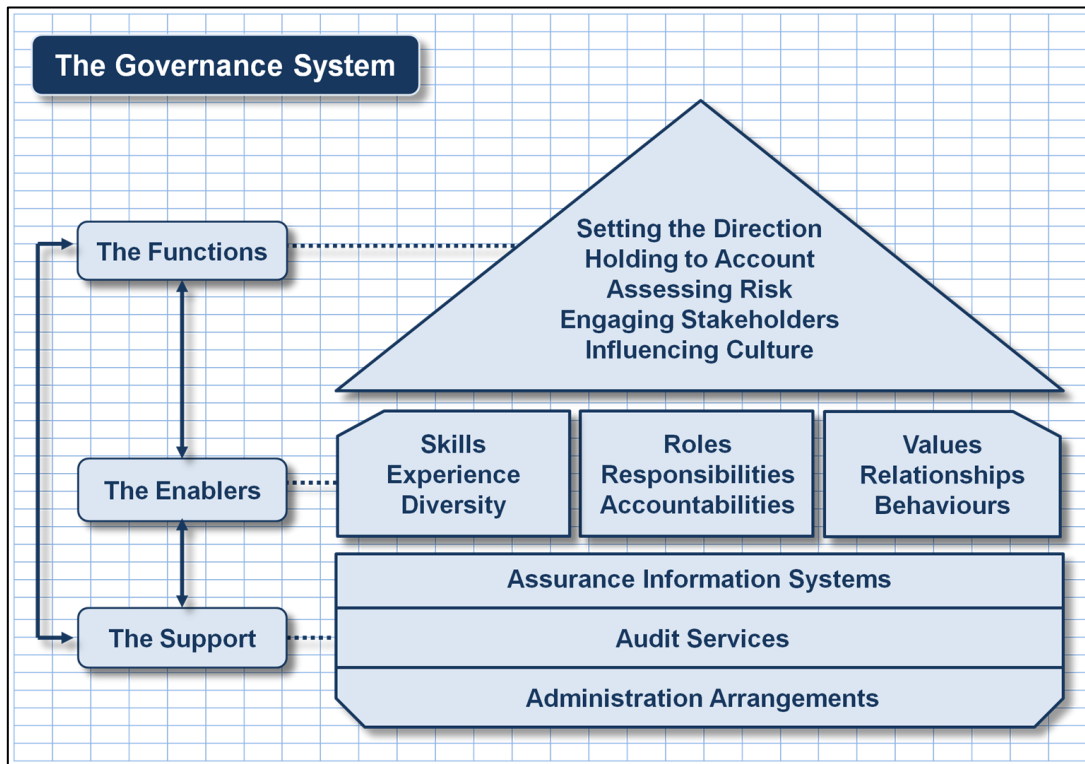 The Governance System
The Functions
Setting the Direction
Holding to Account
Assessing Risk
Engaging Stakeholders
Influencing Culture
The Enablers
Skills
Experience
Diversity
Roles
Responsibilities
Accountabilities
Values
Relationships
Behaviours
The Support
Assurance Information Systems
Audit Services
Administration Arrangements